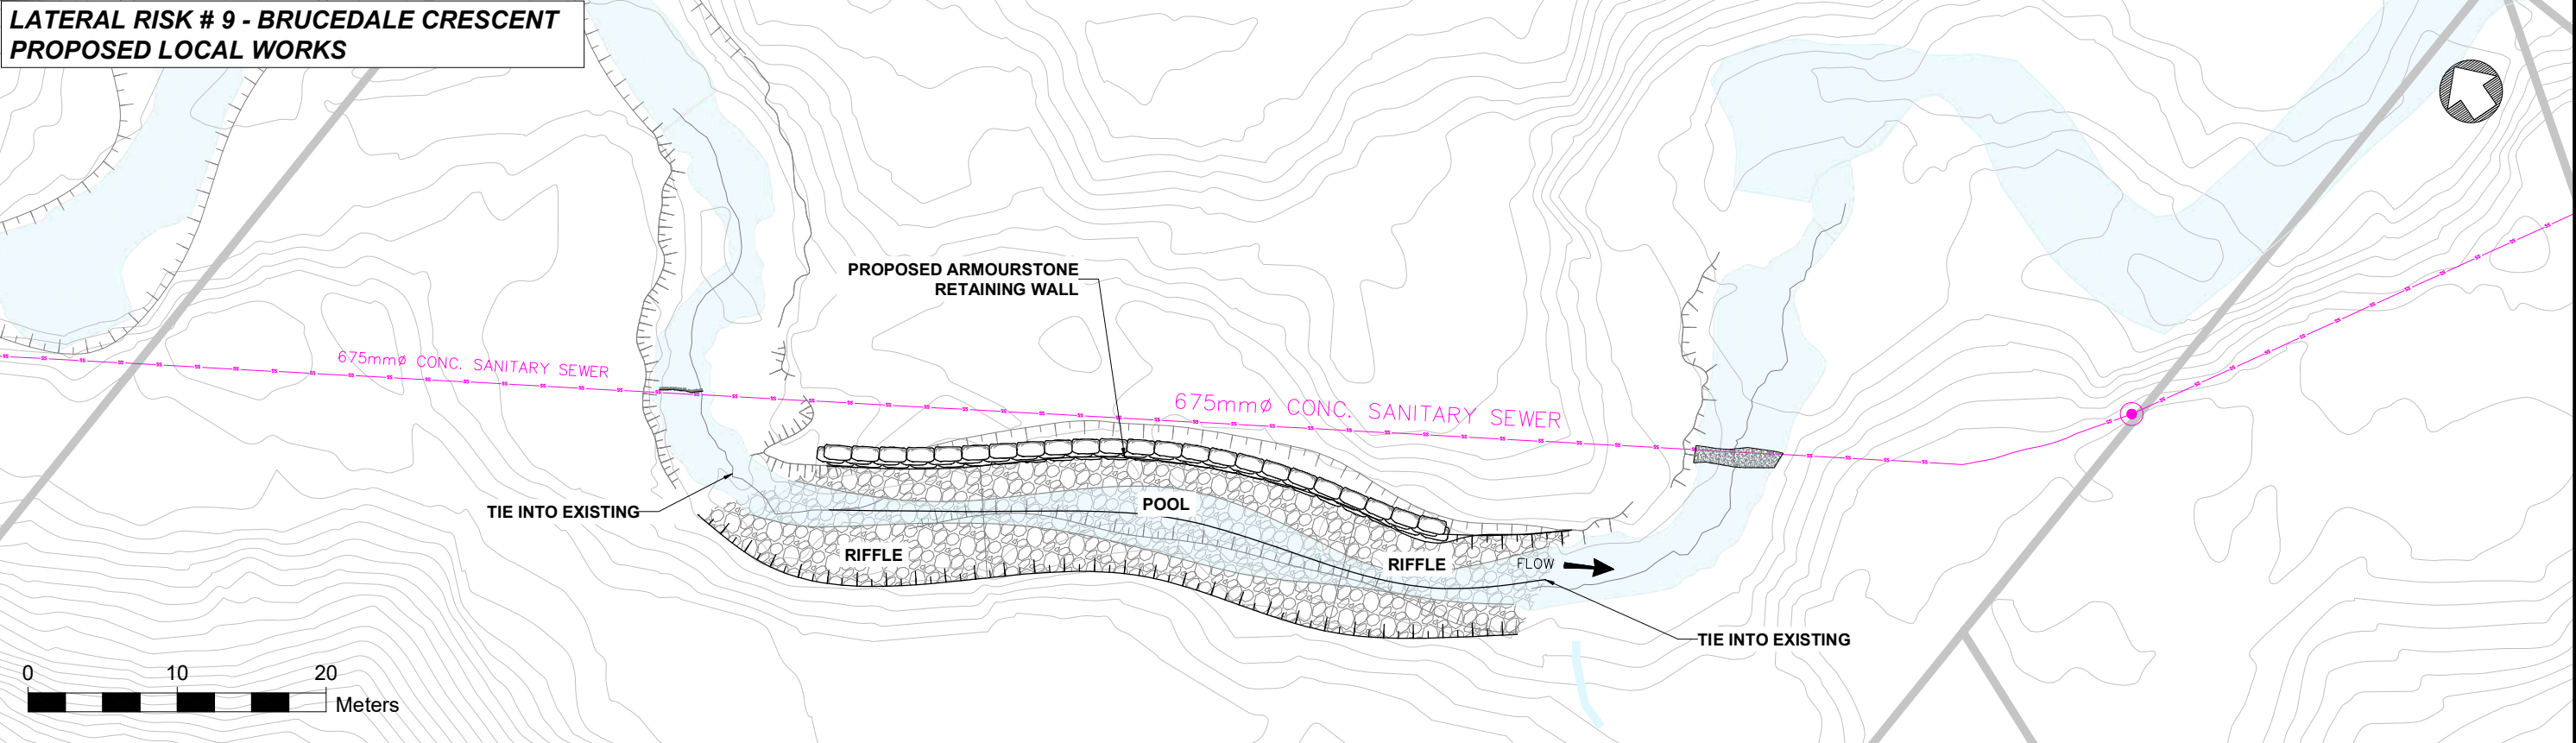 LATERAL RISK # 9 - BRUCEDALE CRESCENT
PROPOSED LOCAL WORKS
PROPOSED ARMOURSTONE
RETAINING WALL
675mmø CONC. SANITARY SEWER
675mmø CONC. SANITARY SEWER
TIE INTO EXISTING
POOL
RIFFLE
RIFFLE
FLOW
TIE INTO EXISTING
0 10 20
Meters